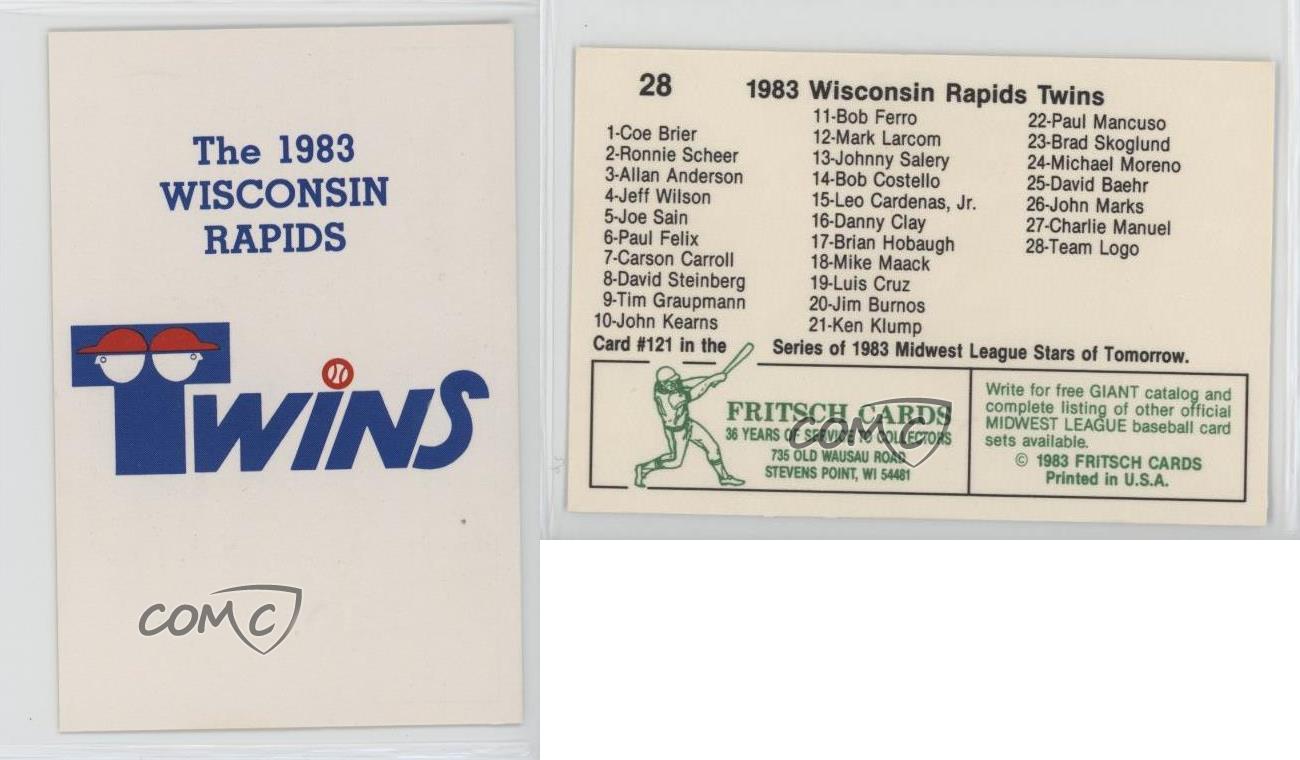 The 1983
WISCONSIN
RAPIDS
TWiNS
COMC
28 1983 Wisconsin Rapids Twins
1-Coe Brier
2-Ronnie Scheer
3-Allan Anderson
4-Jeff Wilson
5-Joe Sain
6-Paul Felix
7-Carson Carroll
8-David Steinberg
9-Tim Graupmann
10-John Kearns
11-Bob Ferro
12-Mark Larcom
13-Johnny Salery
14-Bob Costello
15-Leo Cardenas, Jr.
16-Danny Clay
17-Brian Hobaugh
18-Mike Maack
19-Luis Cruz
20-Jim Burnos
21-Ken Klump
22-Paul Mancuso
23-Brad Skoglund
24-Michael Moreno
25-David Baehr
26-John Marks
27-Charlie Manuel
28-Team Logo
Card #121 in the Series of 1983 Midwest League Stars of Tomorrow.
FRITSCH CARDS
36 YEARS OF SERVICE TO COLLECTORS
735 OLD WAUSAU ROAD
STEVENS POINT, WI 54481
COMC
Write for free GIANT catalog and
complete listing of other official
MIDWEST LEAGUE baseball card
sets available.
© 1983 FRITSCH CARDS
Printed in U.S.A.